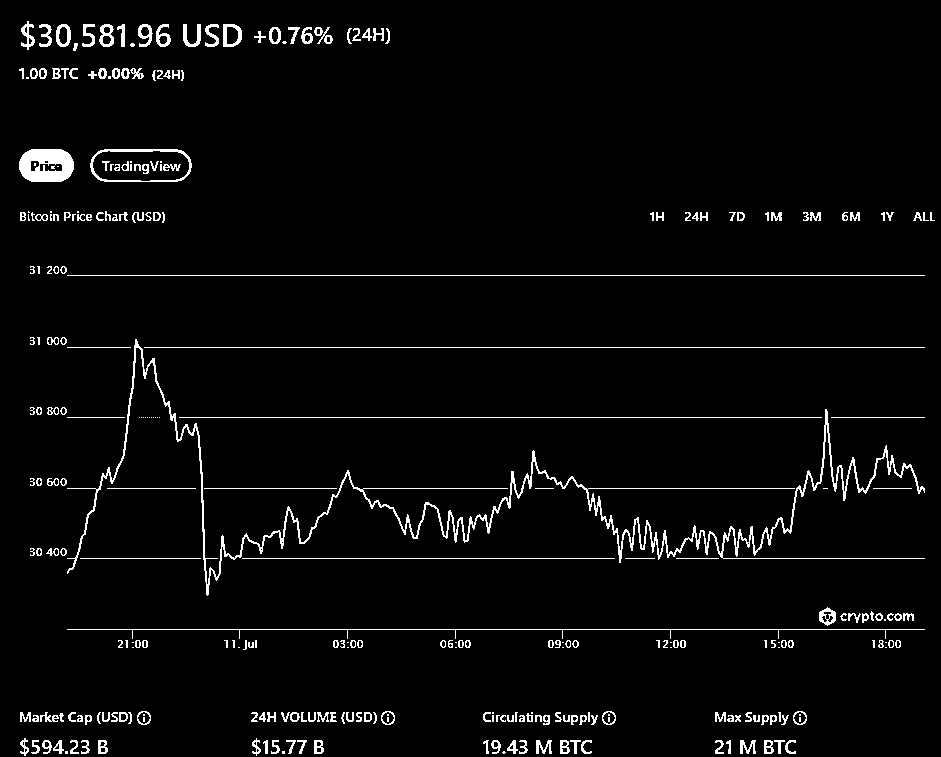 $30,581.96 USD +0.76% (24H)
1.00 BTC +0.00% (24H)
Price TradingView
Bitcoin Price Chart (USD) 1H 24H 7D 1M 3M 6M 1Y ALL
31 200
31 000
30 800
30 600
30 400
crypto.com
21:00 11. Jul 03:00 06:00 09:00 12:00 15:00 18:00
Market Cap (USD) 24H VOLUME (USD) Circulating Supply Max Supply
$594.23 B $15.77 B 19.43 M BTC 21 M BTC